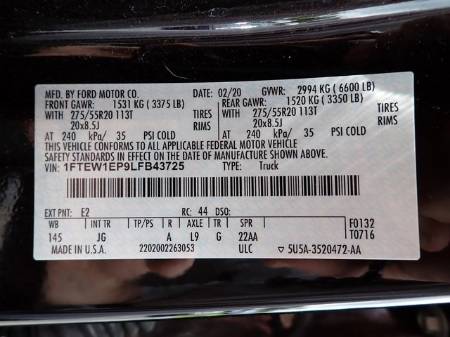 MFD. BY FORD MOTOR CO. 02/20 GVWR: 2994 KG ( 6600 LB)
FRONT GAWR: 1531 KG ( 3375 LB) REAR GAWR: 1520 KG ( 3350 LB)
WITH 275/55R20 113T TIRES WITH 275/55R20 113T TIRES
20x8.5J RIMS 20x8.5J RIMS
AT 240 kPa/ 35 PSI COLD AT 240 kPa/ 35 PSI COLD
THIS VEHICLE CONFORMS TO ALL APPLICABLE FEDERAL MOTOR VEHICLE
SAFETY AND THEFT PREVENTION STANDARDS IN EFFECT ON THE DATE OF
MANUFACTURE SHOWN ABOVE.
VIN: 1FTEW1EP9LFB43725 TYPE: Truck
EXT PNT: E2 RC: 44 DSO:
WB INT TR TP/PS R AXLE TR SPR F0132
145 JG A L9 G 22AA T0716
MADE IN U.S.A. 2202002263053 ULC 5U5A-3520472-AA